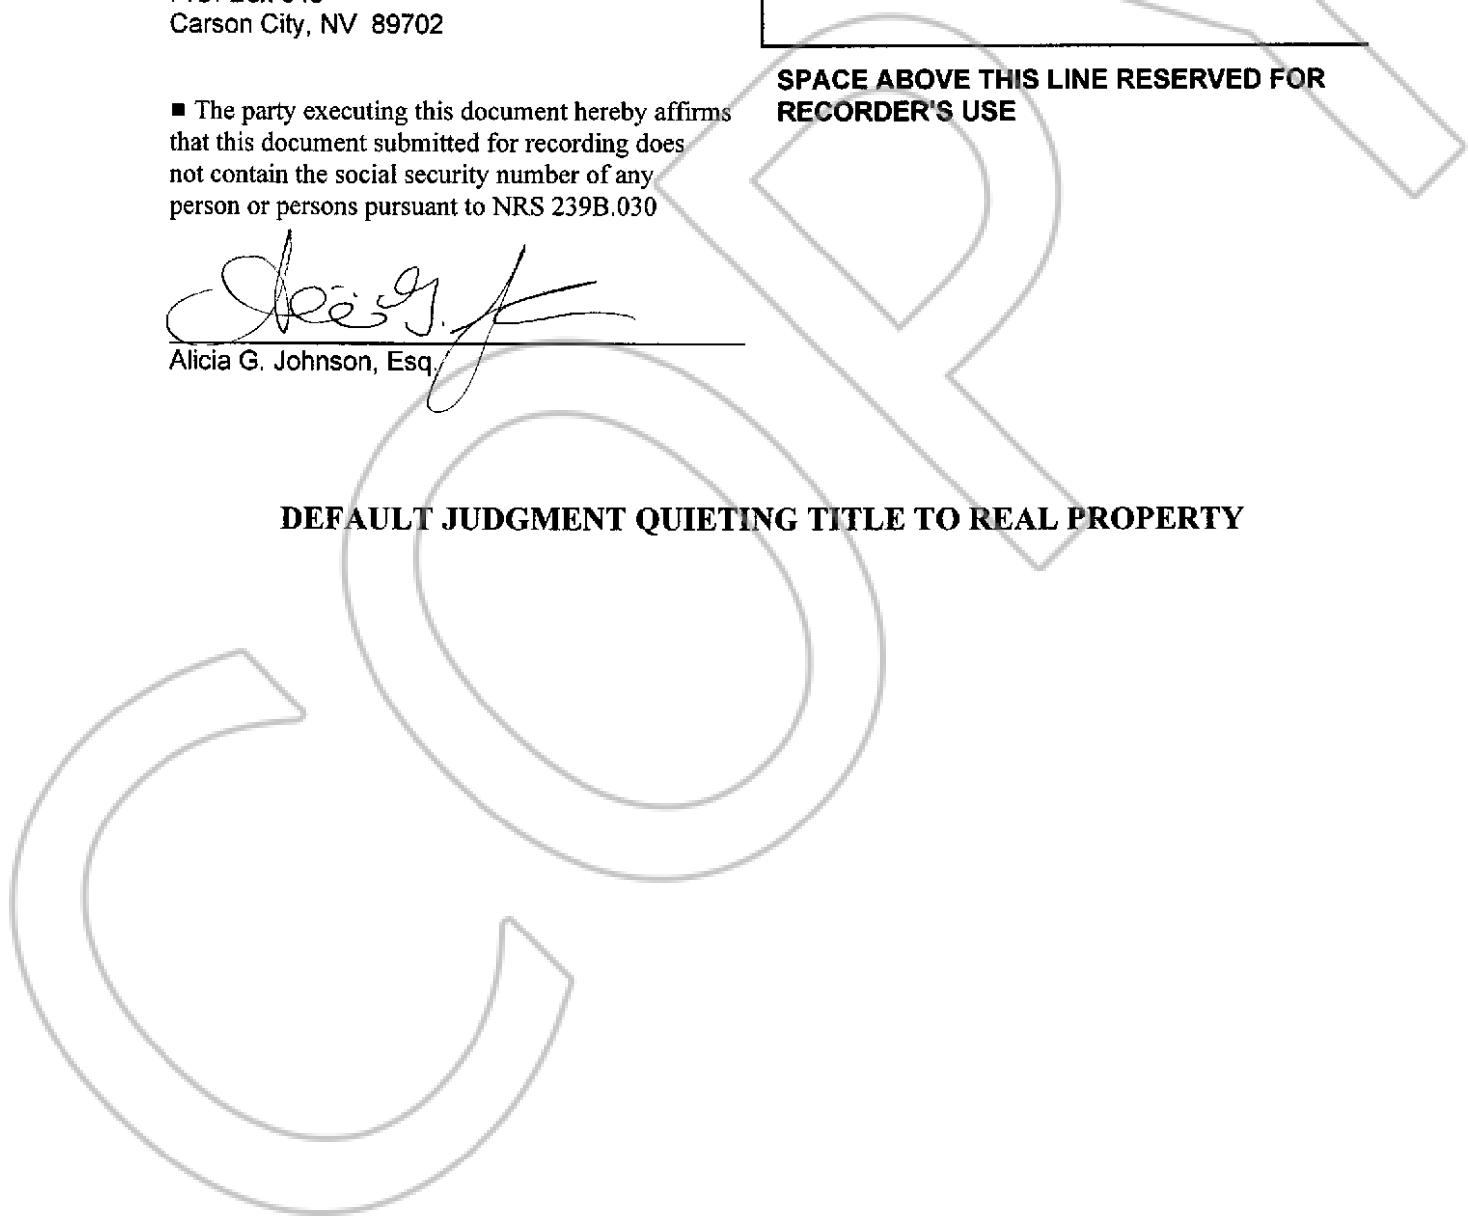 Carson City, NV 89702
SPACE ABOVE THIS LINE RESERVED FOR
RECORDER'S USE
■ The party executing this document hereby affirms
that this document submitted for recording does
not contain the social security number of any
person or persons pursuant to NRS 239B.030
Alicia G. Johnson, Esq.
DEFAULT JUDGMENT QUIETING TITLE TO REAL PROPERTY
COPY